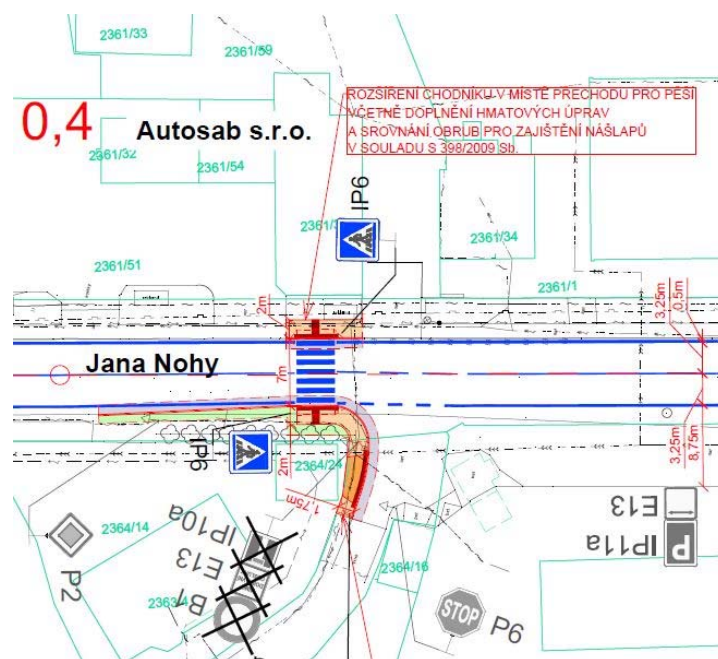 2361/33
2361/59
ROZŠÍŘENÍ CHODNÍKU V MÍSTĚ PŘECHODU PRO PĚŠÍ
VČETNĚ DOPLNĚNÍ HMATOVÝCH ÚPRAV
A SROVNÁNÍ OBRUB PRO ZAJIŠTĚNÍ NÁŠLAPŮ
V SOULADU S 398/2009 Sb.
0,4
Autosab s.r.o.
2361/32
2361/54
IP6
2361/34
2361/51
2361/1
2m
3,25m
0,5m
Jana Nohy
7m
IP6
2m
3,25m
8,75m
2364/24
1,75m
E13
2364/14
IP10a
IP11a
P
E13
2364/16
P2
B7
STOP
P6